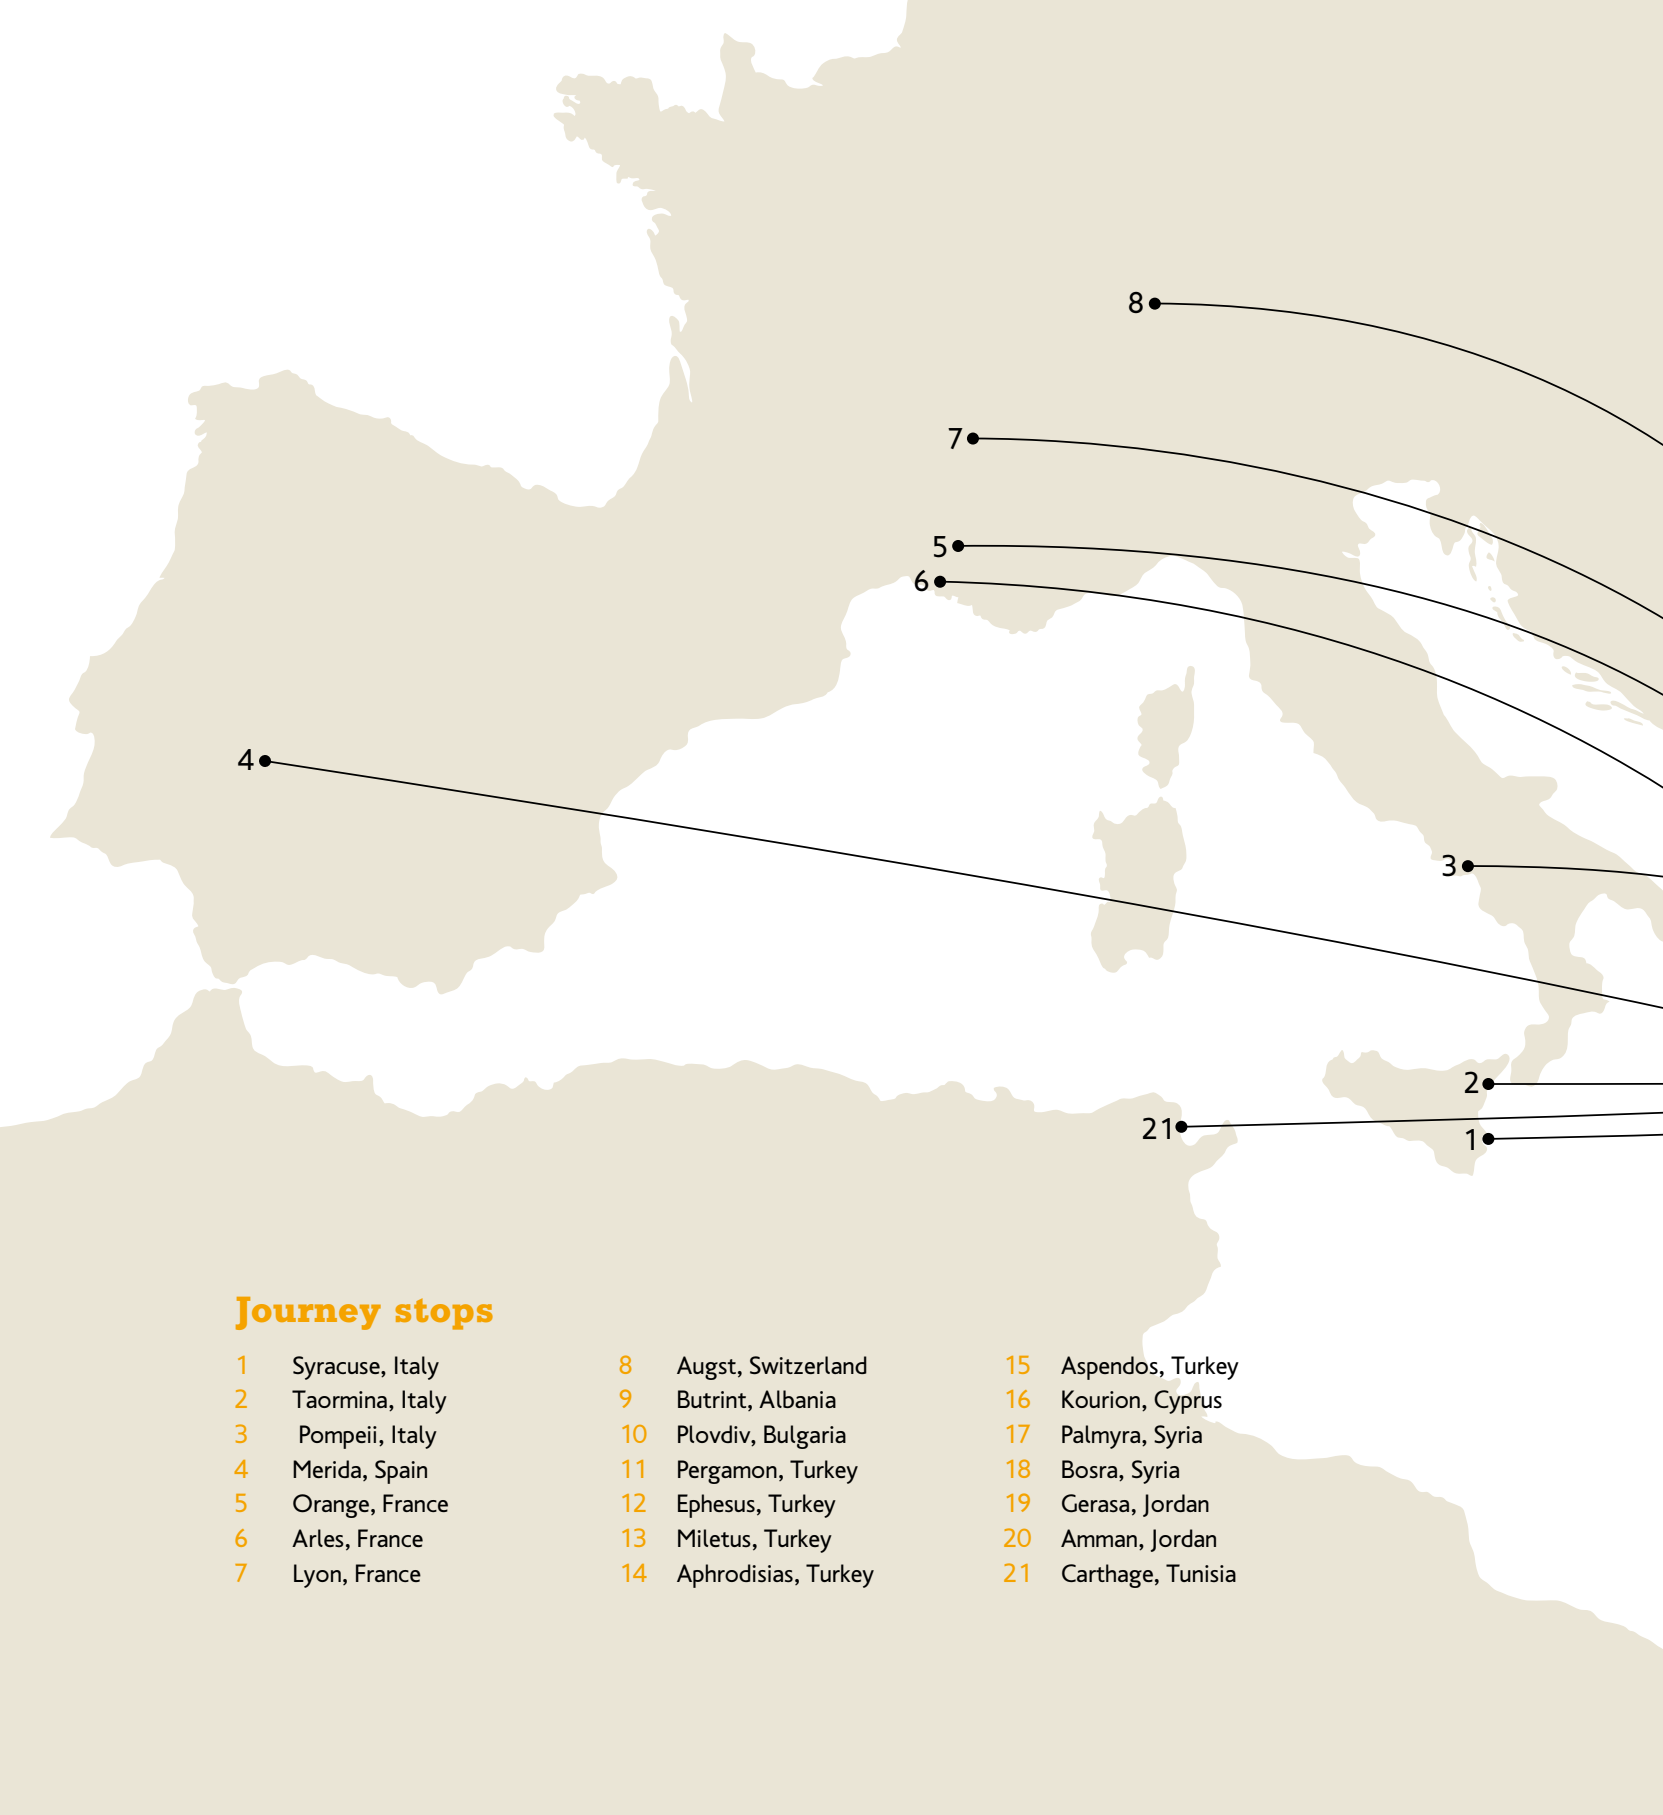 8
7
5
6
4
3
2
21
1
Journey stops
1 Syracuse, Italy
2 Taormina, Italy
3 Pompeii, Italy
4 Merida, Spain
5 Orange, France
6 Arles, France
7 Lyon, France
8 Augst, Switzerland
9 Butrint, Albania
10 Plovdiv, Bulgaria
11 Pergamon, Turkey
12 Ephesus, Turkey
13 Miletus, Turkey
14 Aphrodisias, Turkey
15 Aspendos, Turkey
16 Kourion, Cyprus
17 Palmyra, Syria
18 Bosra, Syria
19 Gerasa, Jordan
20 Amman, Jordan
21 Carthage, Tunisia